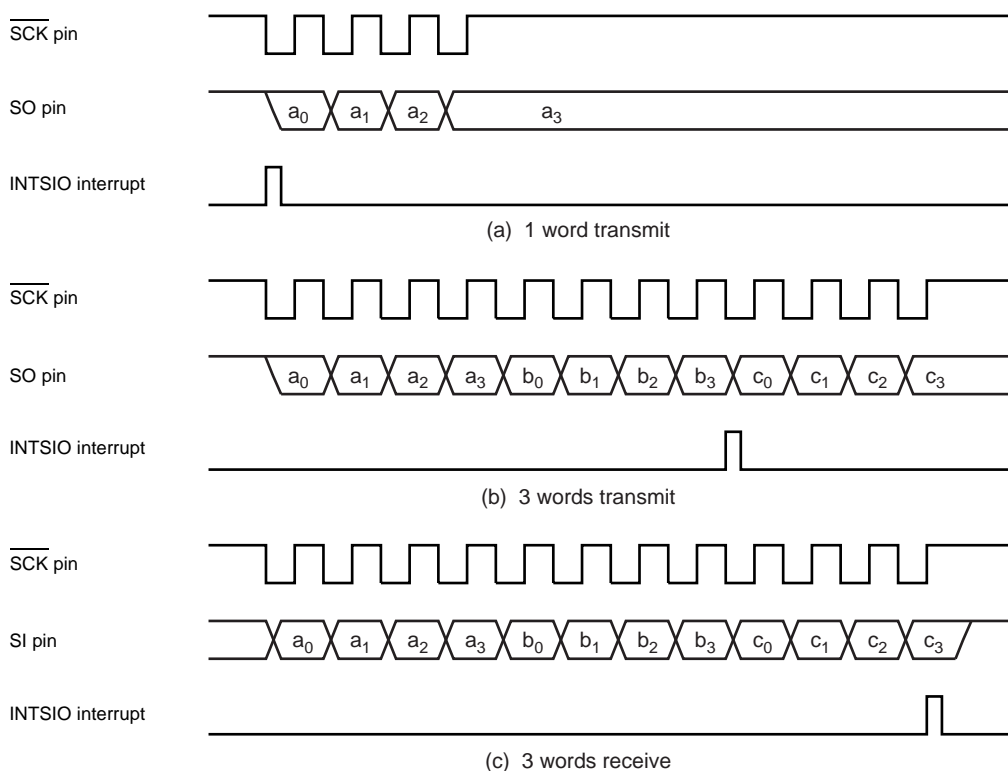 SCK pin
SO pin a0 a1 a2 a3
INTSIO interrupt
(a) 1 word transmit
SCK pin
SO pin a0 a1 a2 a3 b0 b1 b2 b3 c0 c1 c2 c3
INTSIO interrupt
(b) 3 words transmit
SCK pin
SI pin a0 a1 a2 a3 b0 b1 b2 b3 c0 c1 c2 c3
INTSIO interrupt
(c) 3 words receive